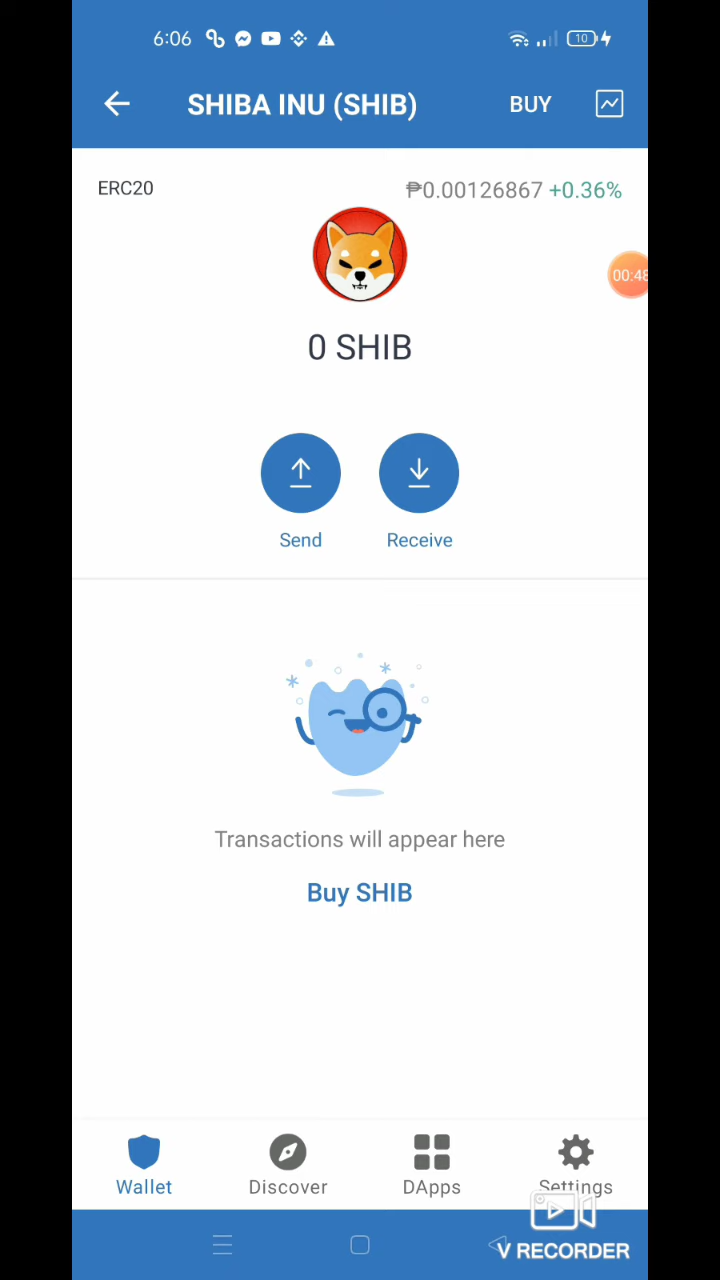 6:06
10
SHIBA INU (SHIB)
BUY
ERC20
₱0.00126867 +0.36%
00:48
0 SHIB
Send
Receive
Transactions will appear here
Buy SHIB
Wallet
Discover
DApps
Settings
V RECORDER